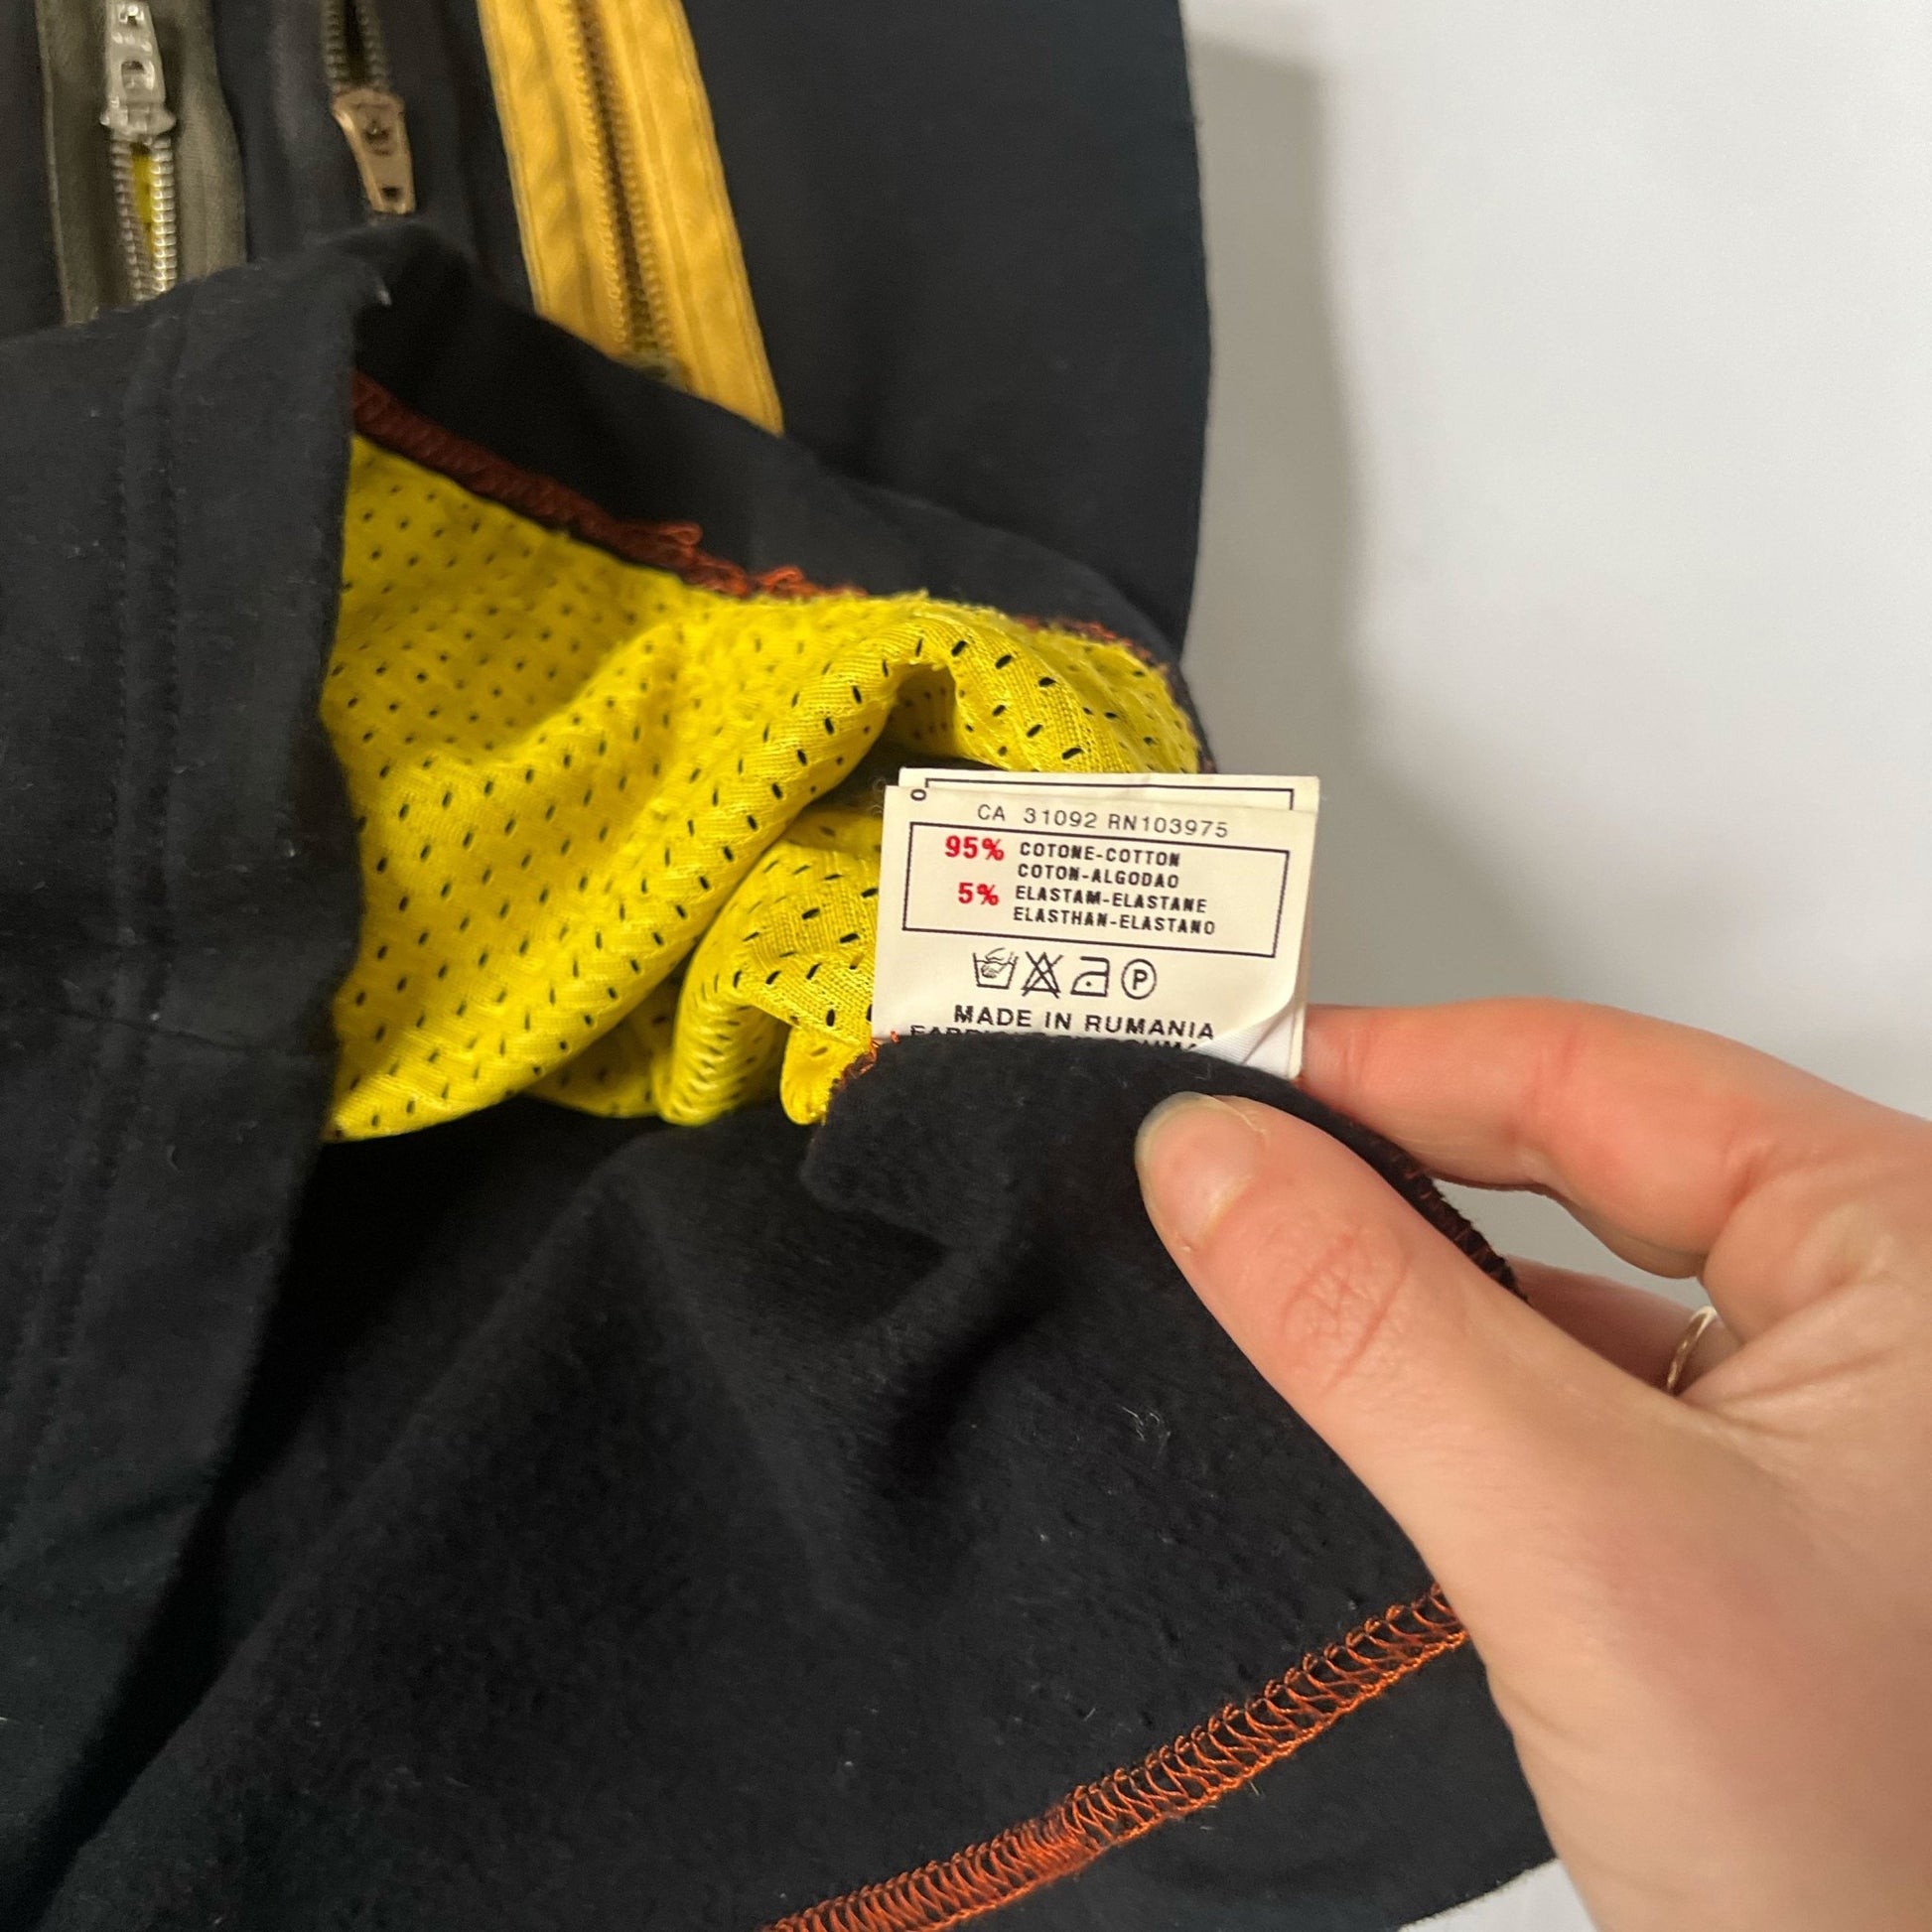 CA 31092 RN103975
95% COTONE-COTTON
COTON-ALGODAO
5% ELASTAM-ELASTANE
ELASTHAN-ELASTANO
P
MADE IN RUMANIA